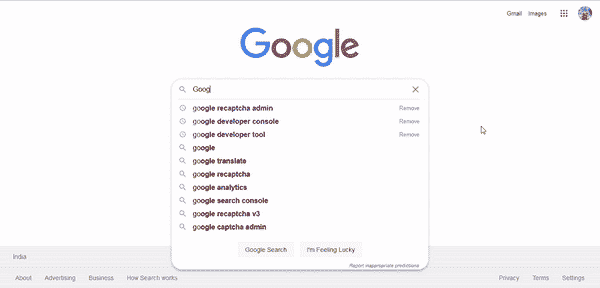 Gmail Images
Google
Goog
google recaptcha admin Remove
google developer console Remove
google developer tool Remove
google
google translate
google recaptcha
google analytics
google search console
google recaptcha v3
google captcha admin
Google Search I'm Feeling Lucky
Report inappropriate predictions
India
About Advertising Business How Search works Privacy Terms Settings